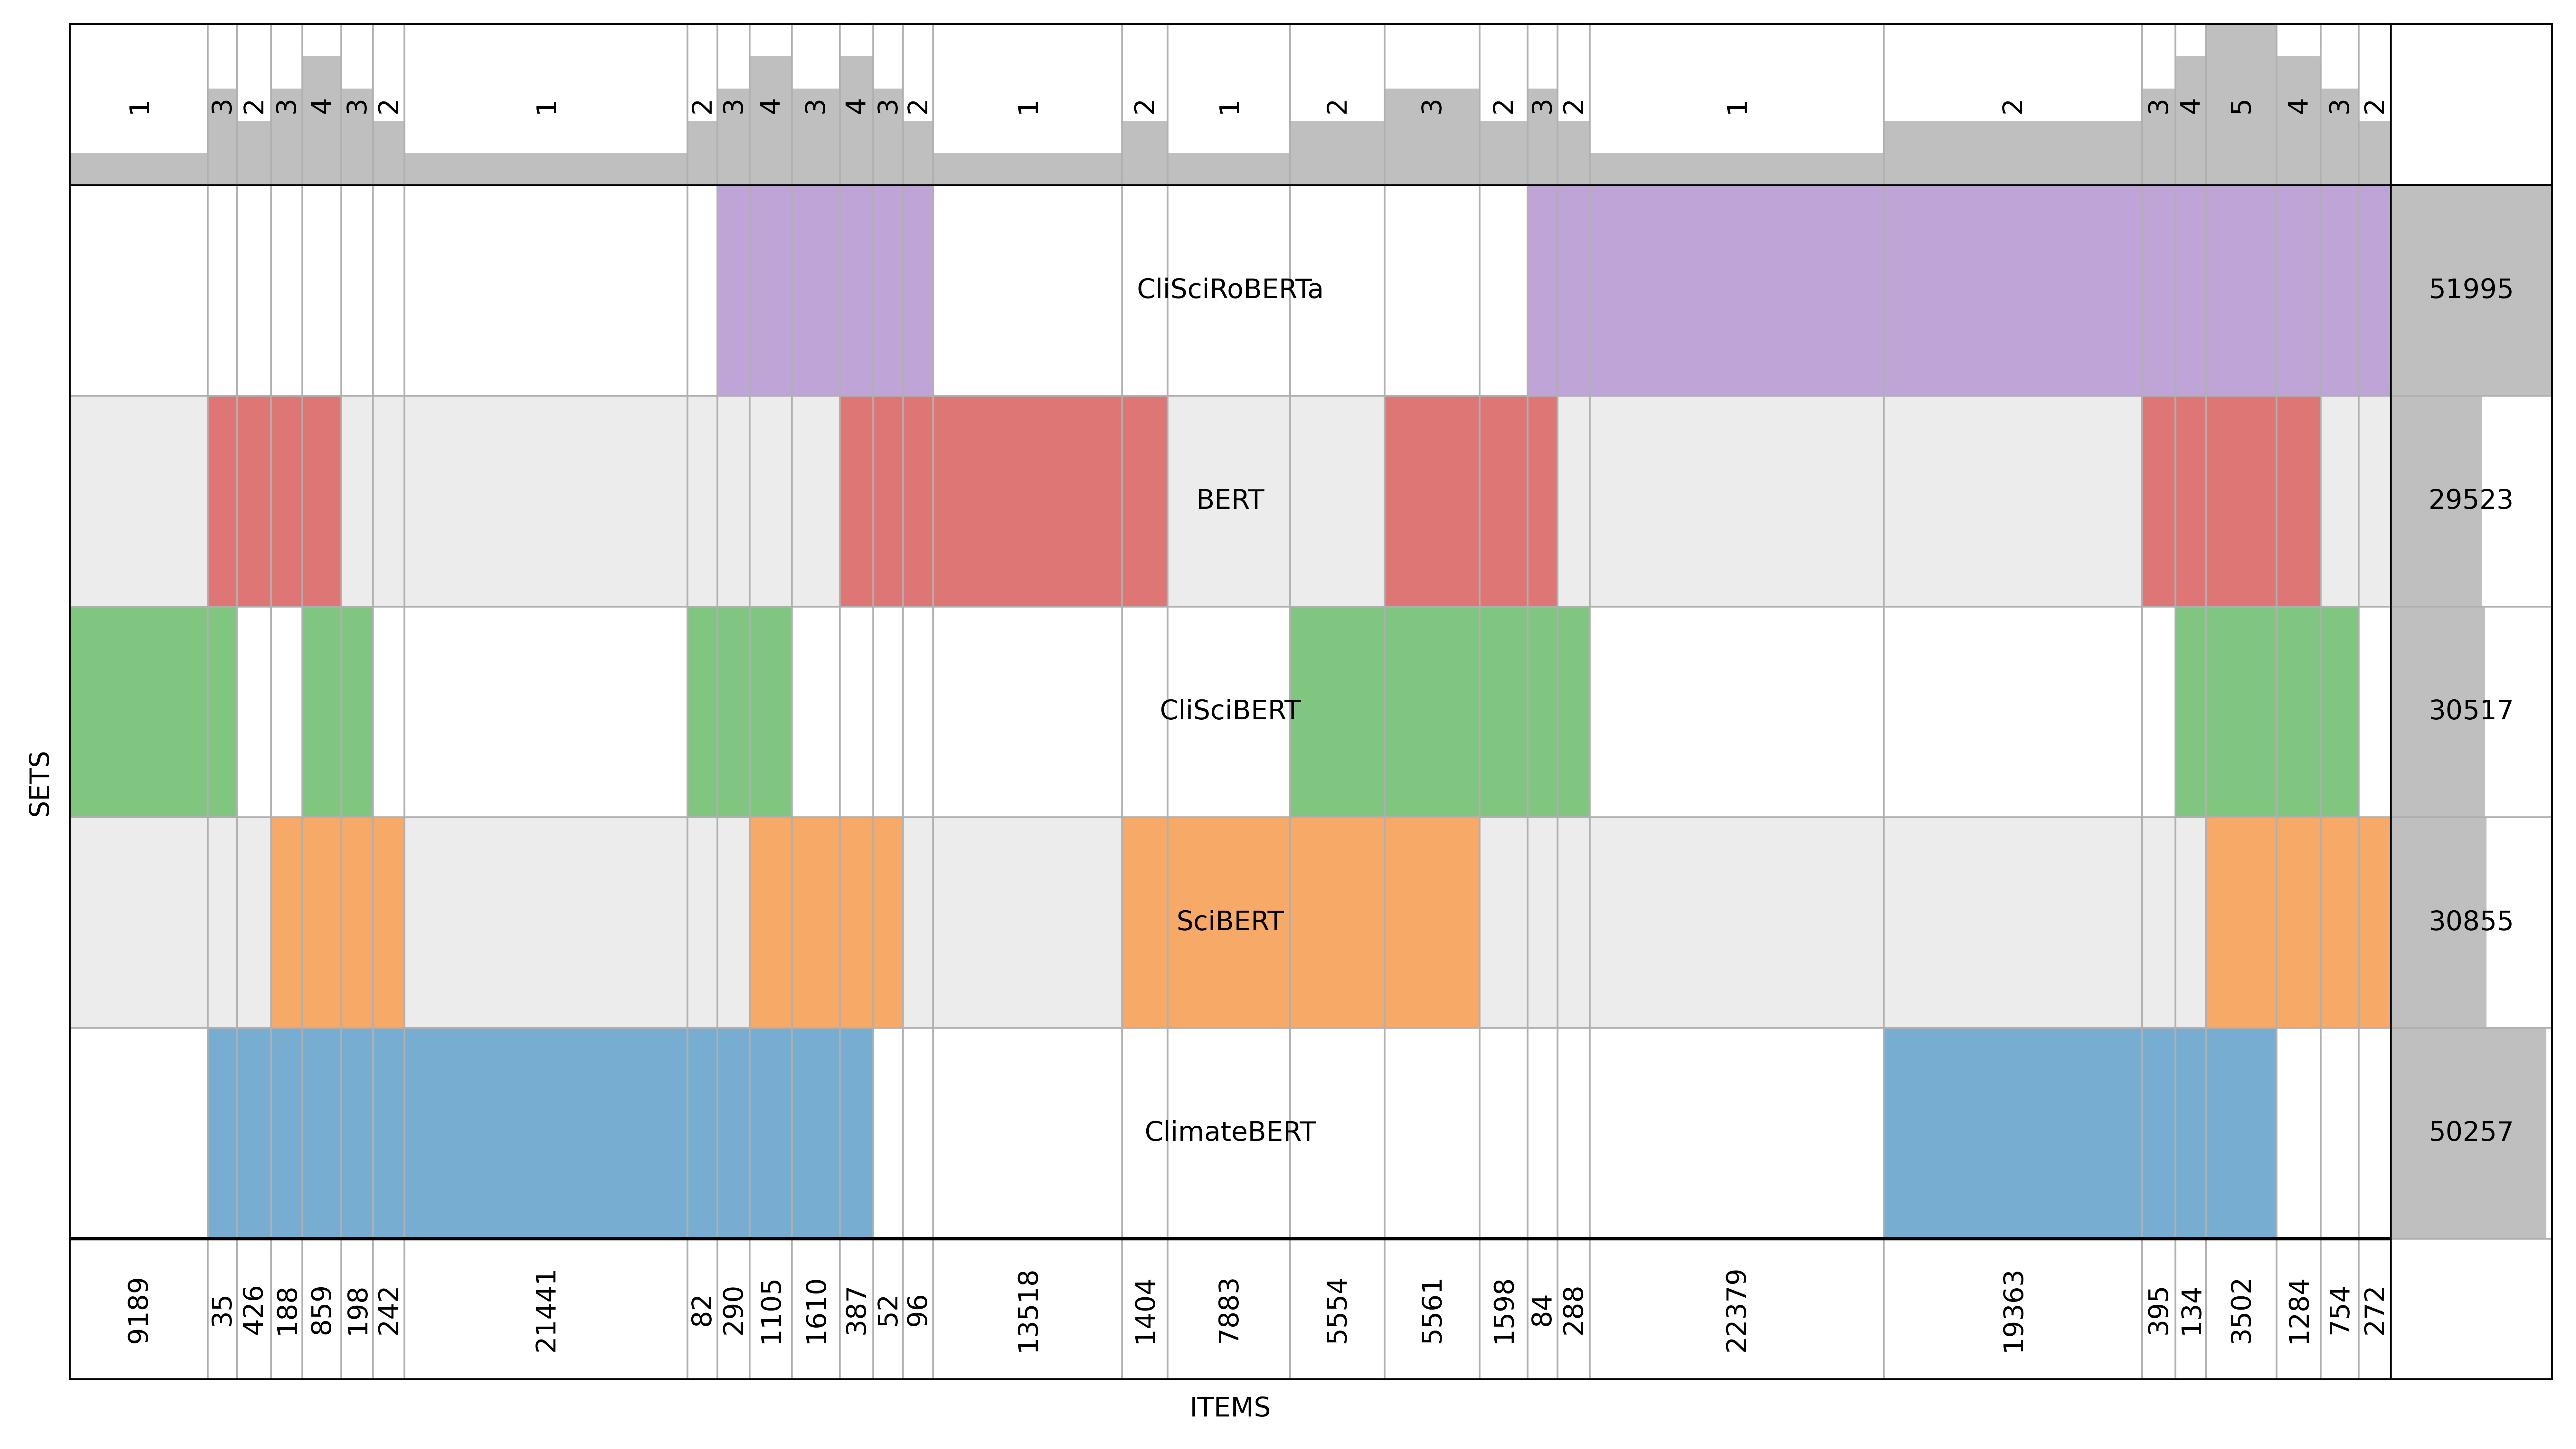 1 3 2 3 4 3 2 1 2 3 4 3 4 3 2 1 2 1 2 3 2 3 2 1 2 3 4 5 4 3 2
CliSciRoBERTa 51995
BERT 29523
CliSciBERT 30517
SciBERT 30855
ClimateBERT 50257
SETS
9189 35 426 188 859 198 242 21441 82 290 1105 1610 387 52 96 13518 1404 7883 5554 5561 1598 84 288 22379 19363 395 134 3502 1284 754 272
ITEMS